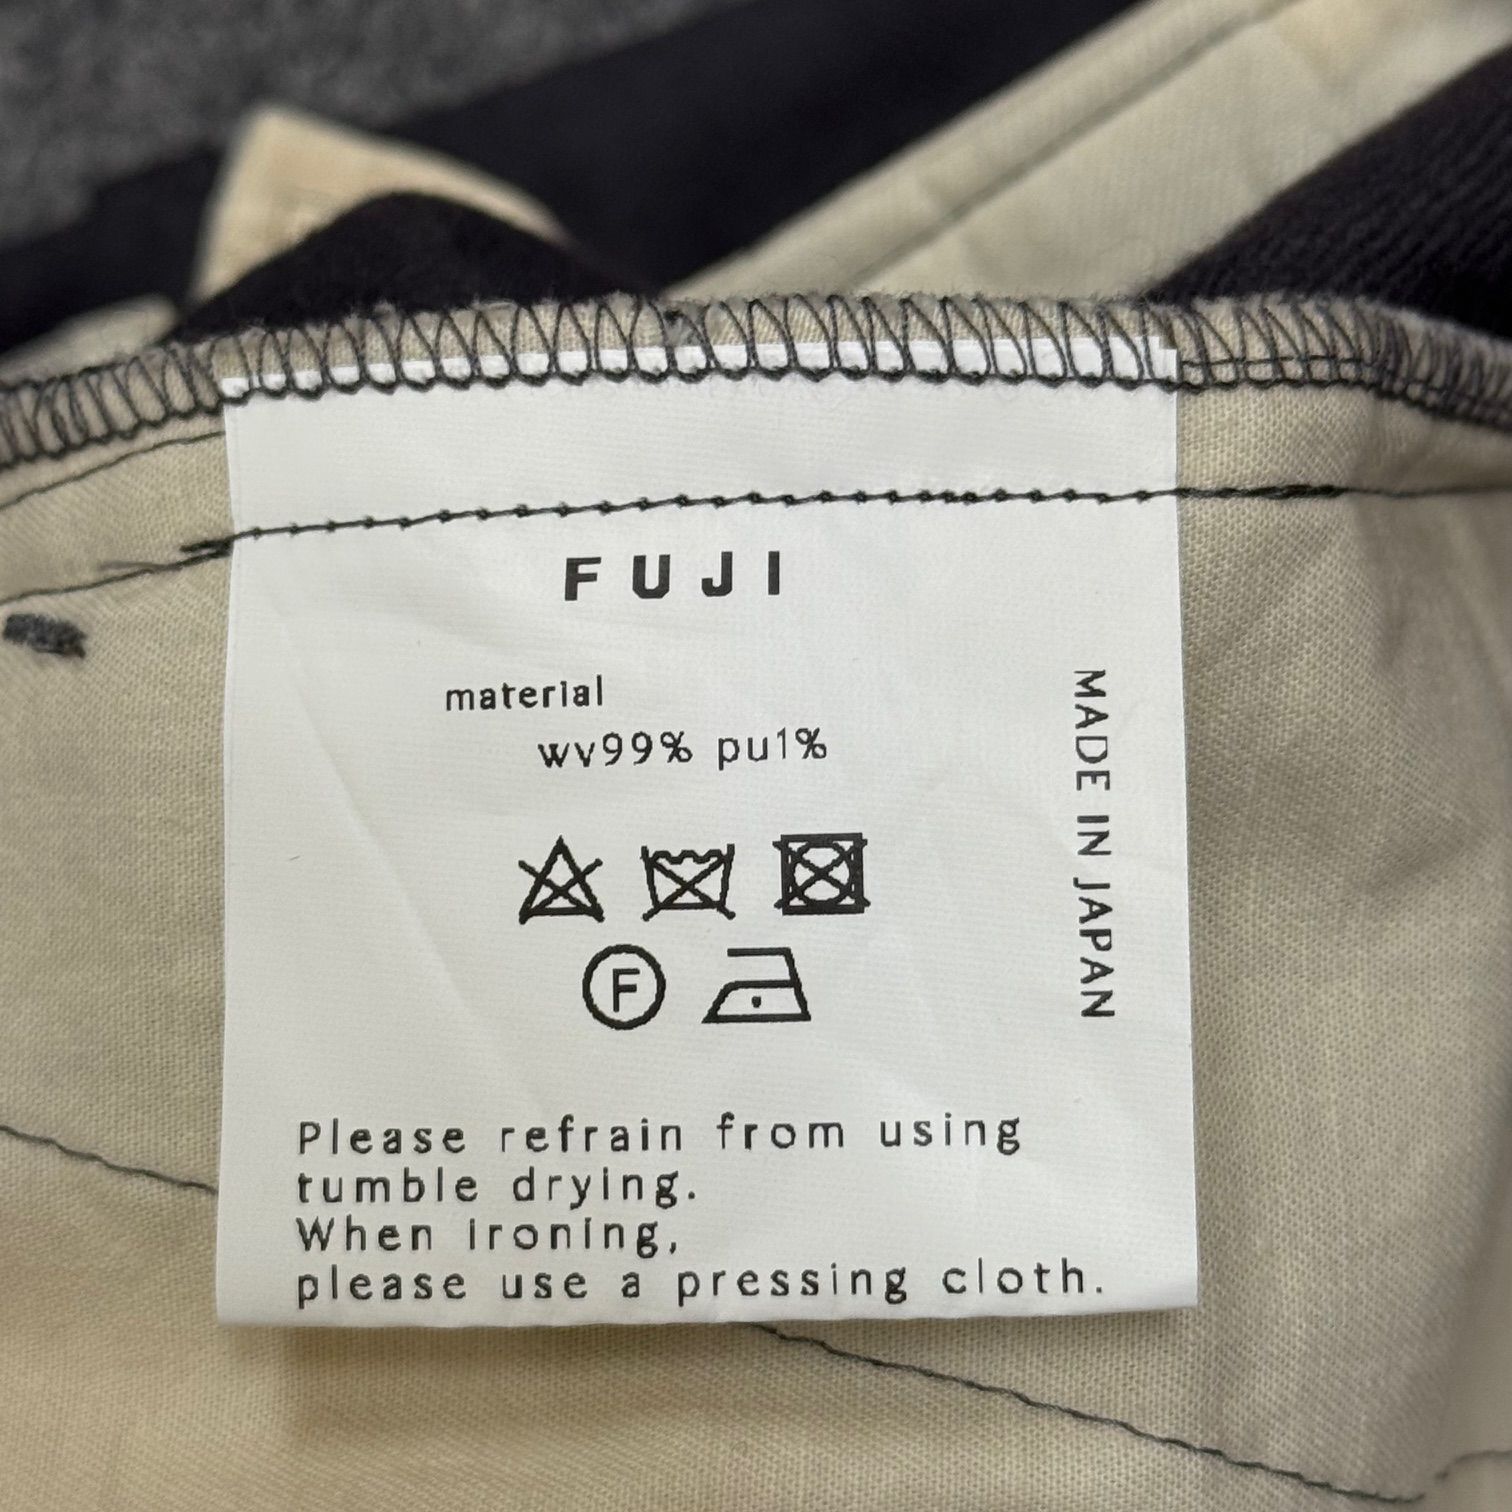 FUJI
material
wv99% pu1%
MADE IN JAPAN
F
Please refrain from using
tumble drying.
When ironing,
please use a pressing cloth.